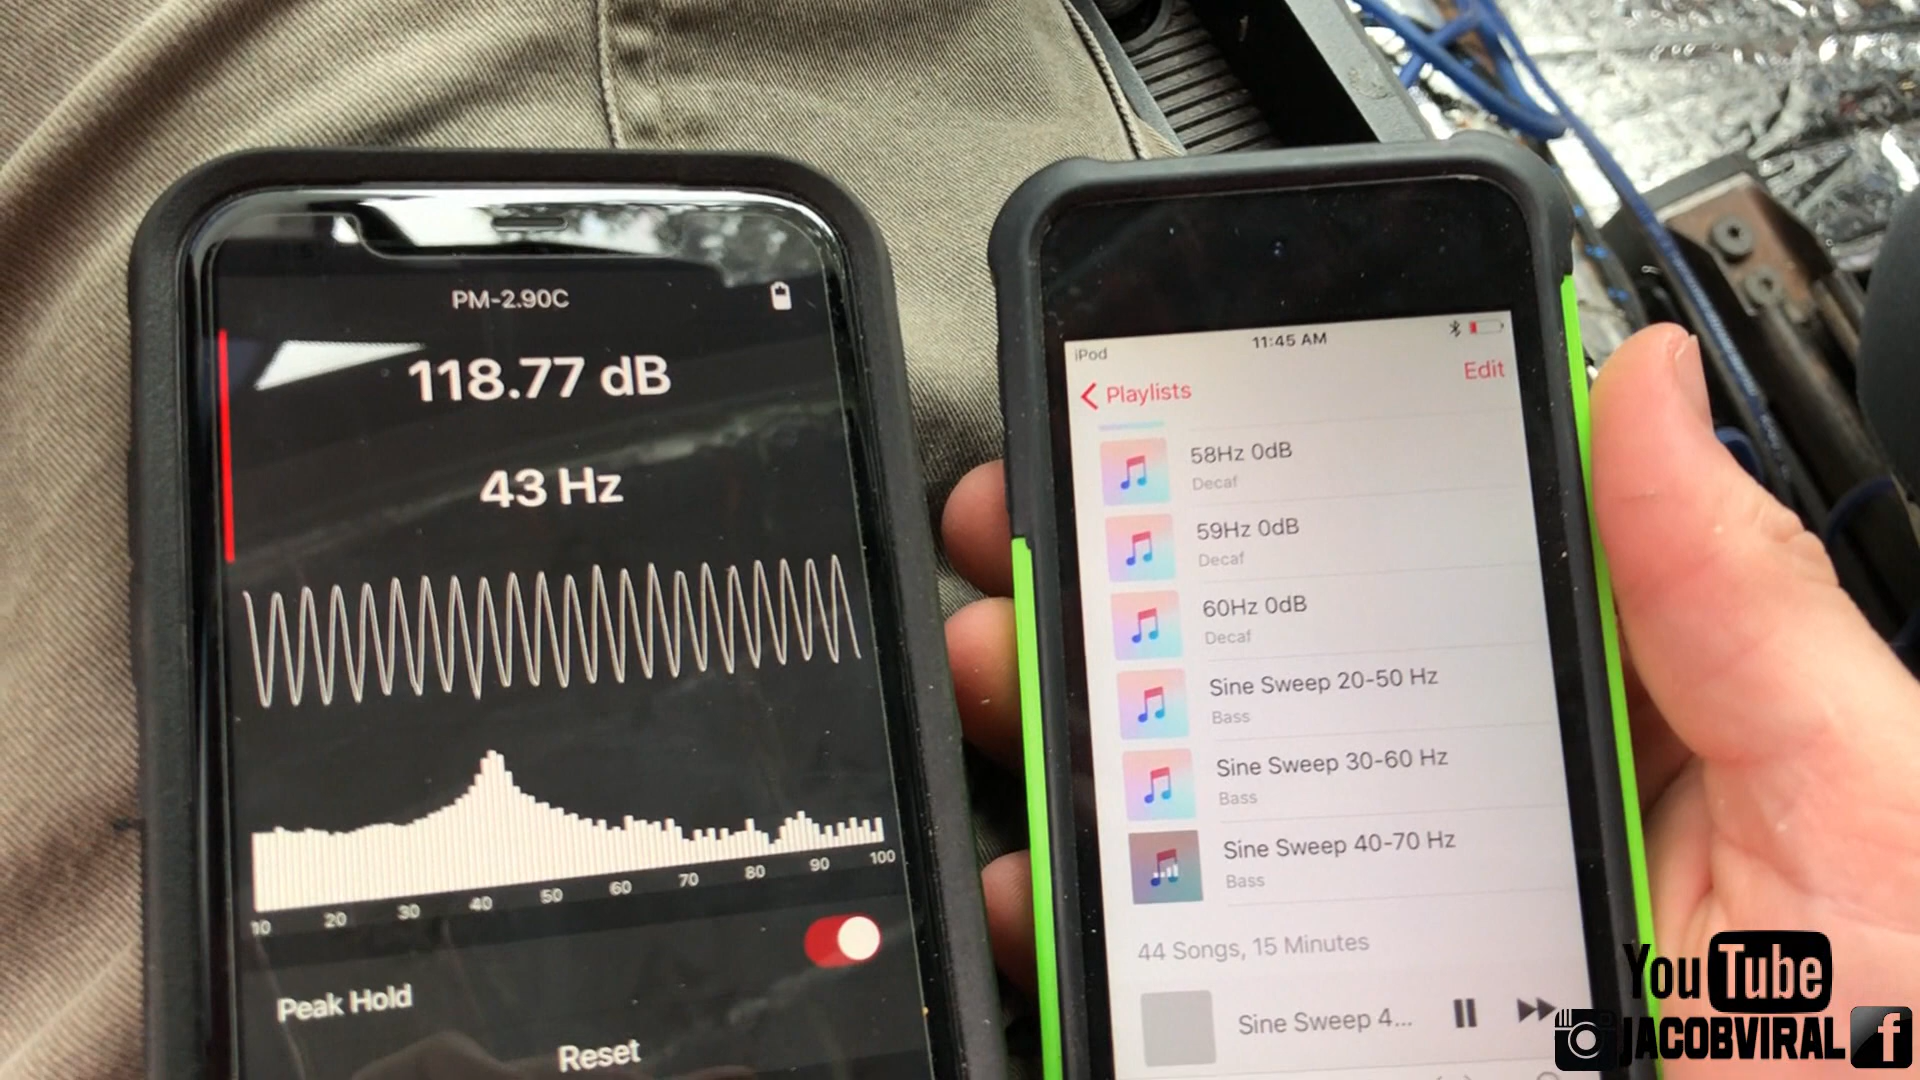 PM-2.90C
118.77 dB
43 Hz
10 20 30 40 50 60 70 80 90 100
Peak Hold
Reset
iPod 11:45 AM
Playlists Edit
58Hz 0dB
Decaf
59Hz 0dB
Decaf
60Hz 0dB
Decaf
Sine Sweep 20-50 Hz
Bass
Sine Sweep 30-60 Hz
Bass
Sine Sweep 40-70 Hz
Bass
44 Songs, 15 Minutes
Sine Sweep 4...
YouTube
JACOBVIRAL f